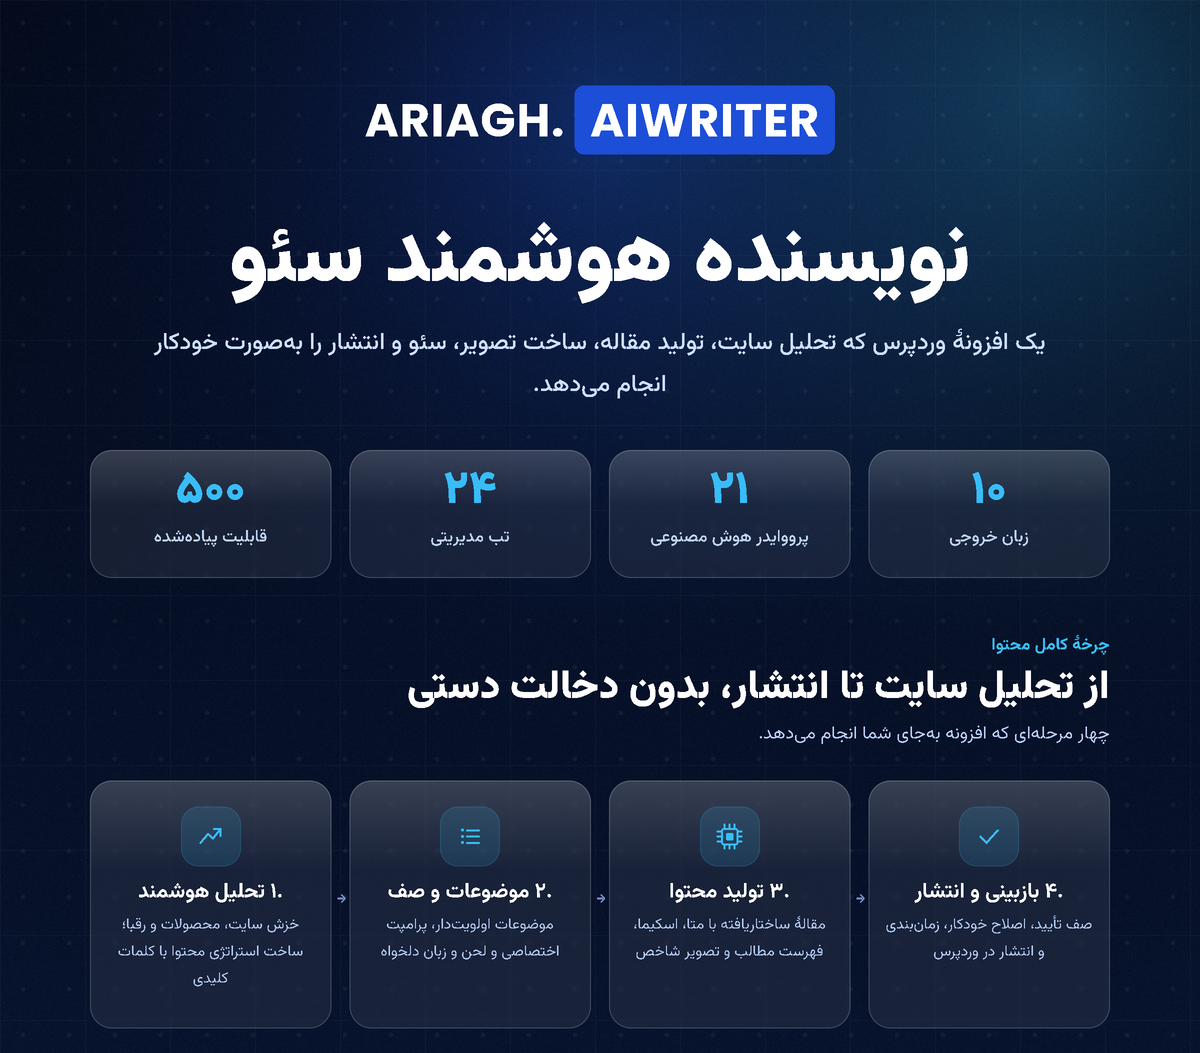 ARIAGH. AIWRITER
نویسنده هوشمند سئو
یک افزونهٔ وردپرس که تحلیل سایت، تولید مقاله، ساخت تصویر، سئو و انتشار را به‌صورت خودکار
انجام می‌دهد.
۱۰
زبان خروجی
۲۱
پرووایدر هوش مصنوعی
۲۴
تب مدیریتی
۵۰۰
قابلیت پیاده‌شده
چرخهٔ کامل محتوا
از تحلیل سایت تا انتشار، بدون دخالت دستی
چهار مرحله‌ای که افزونه به‌جای شما انجام می‌دهد.
۱. تحلیل هوشمند
خزش سایت، محصولات و رقبا؛
ساخت استراتژی محتوا با کلمات
کلیدی
۲. موضوعات و صف
موضوعات اولویت‌دار، پرامپت
اختصاصی و لحن و زبان دلخواه
۳. تولید محتوا
مقالهٔ ساختاریافته با متا، اسکیما،
فهرست مطالب و تصویر شاخص
۴. بازبینی و انتشار
صف تأیید، اصلاح خودکار، زمان‌بندی
و انتشار در وردپرس